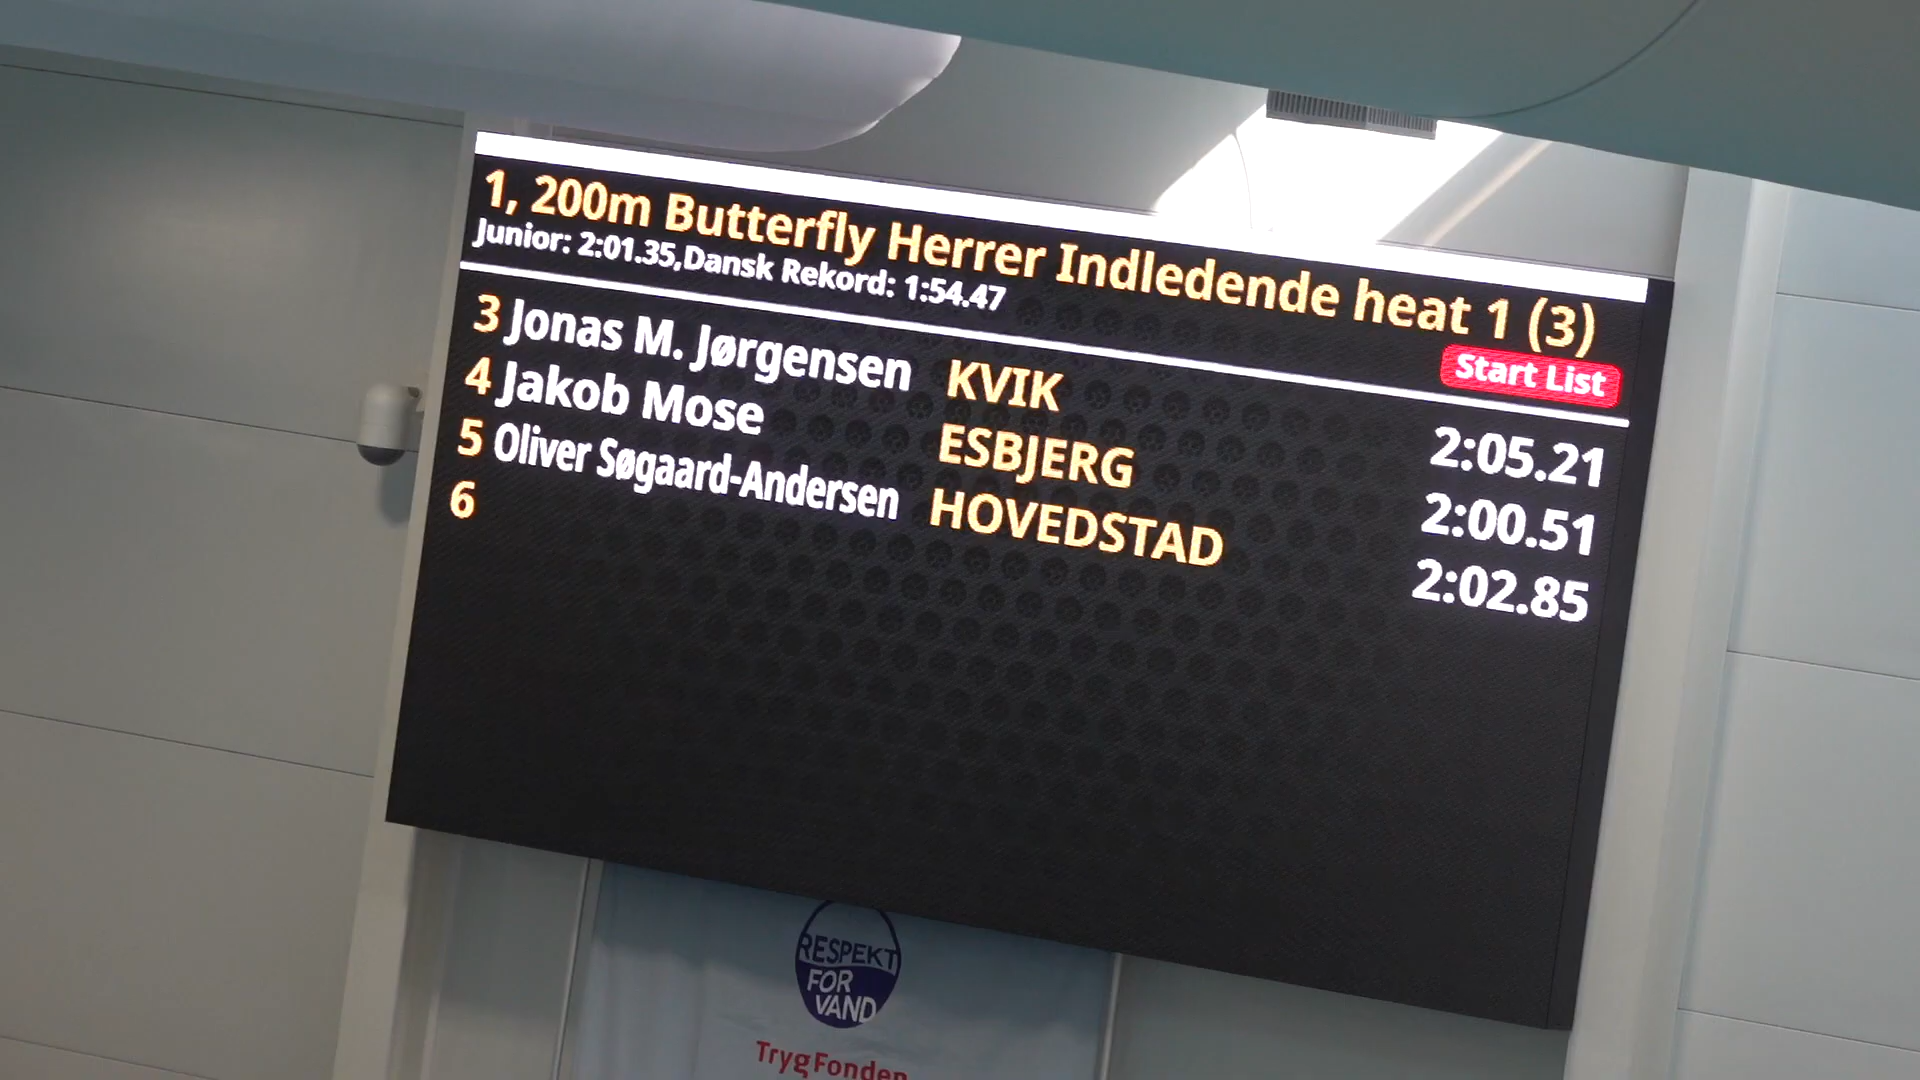 1, 200m Butterfly Herrer Indledende heat 1 (3)
Junior: 2:01.35,Dansk Rekord: 1:54.47
Start List
3 Jonas M. Jørgensen KVIK 2:05.21
4 Jakob Mose ESBJERG 2:00.51
5 Oliver Søgaard-Andersen HOVEDSTAD 2:02.85
6
RESPEKT
FOR
VAND
TrygFonden